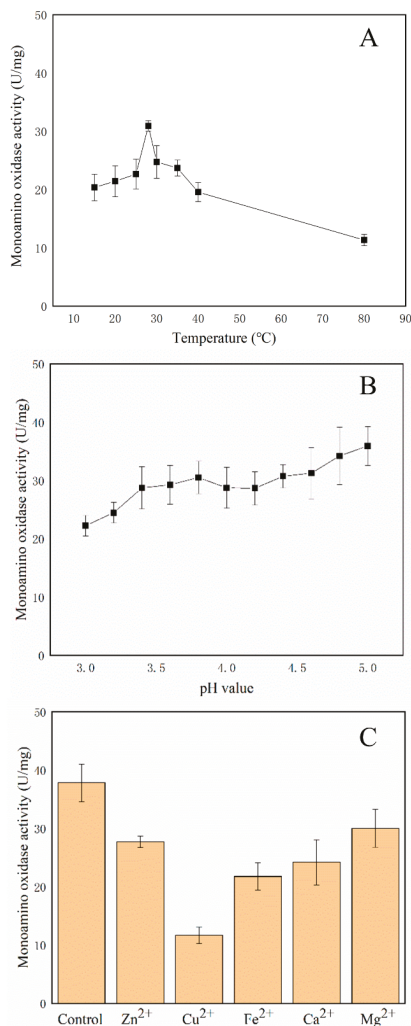 A
Monoamino oxidase activity (U/mg)
50
40
30
20
10
0
10 20 30 40 50 60 70 80 90
Temperature (℃)
B
Monoamino oxidase activity (U/mg)
50
40
30
20
10
0
3.0 3.5 4.0 4.5 5.0
pH value
C
Monoamino oxidase activity (U/mg)
50
40
30
20
10
0
Control Zn2+ Cu2+ Fe2+ Ca2+ Mg2+